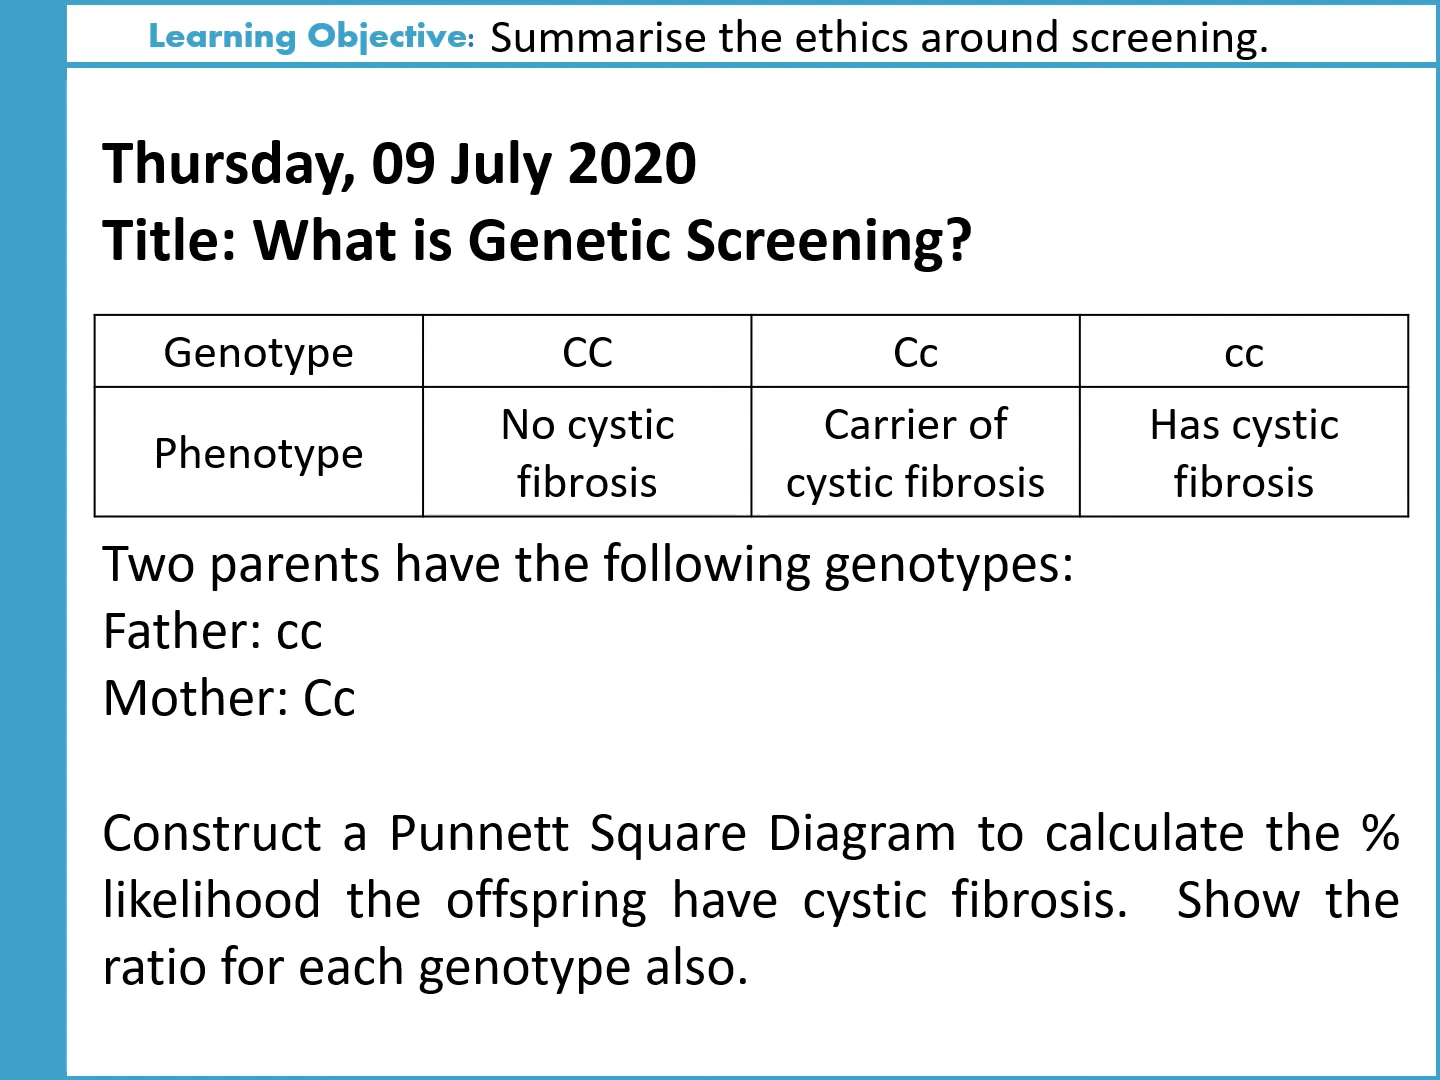 Learning Objective: Summarise the ethics around screening.
Thursday, 09 July 2020
Title: What is Genetic Screening?
Genotype CC Cc cc
Phenotype No cystic fibrosis Carrier of cystic fibrosis Has cystic fibrosis
Two parents have the following genotypes:
Father: cc
Mother: Cc
Construct a Punnett Square Diagram to calculate the %
likelihood the offspring have cystic fibrosis. Show the
ratio for each genotype also.